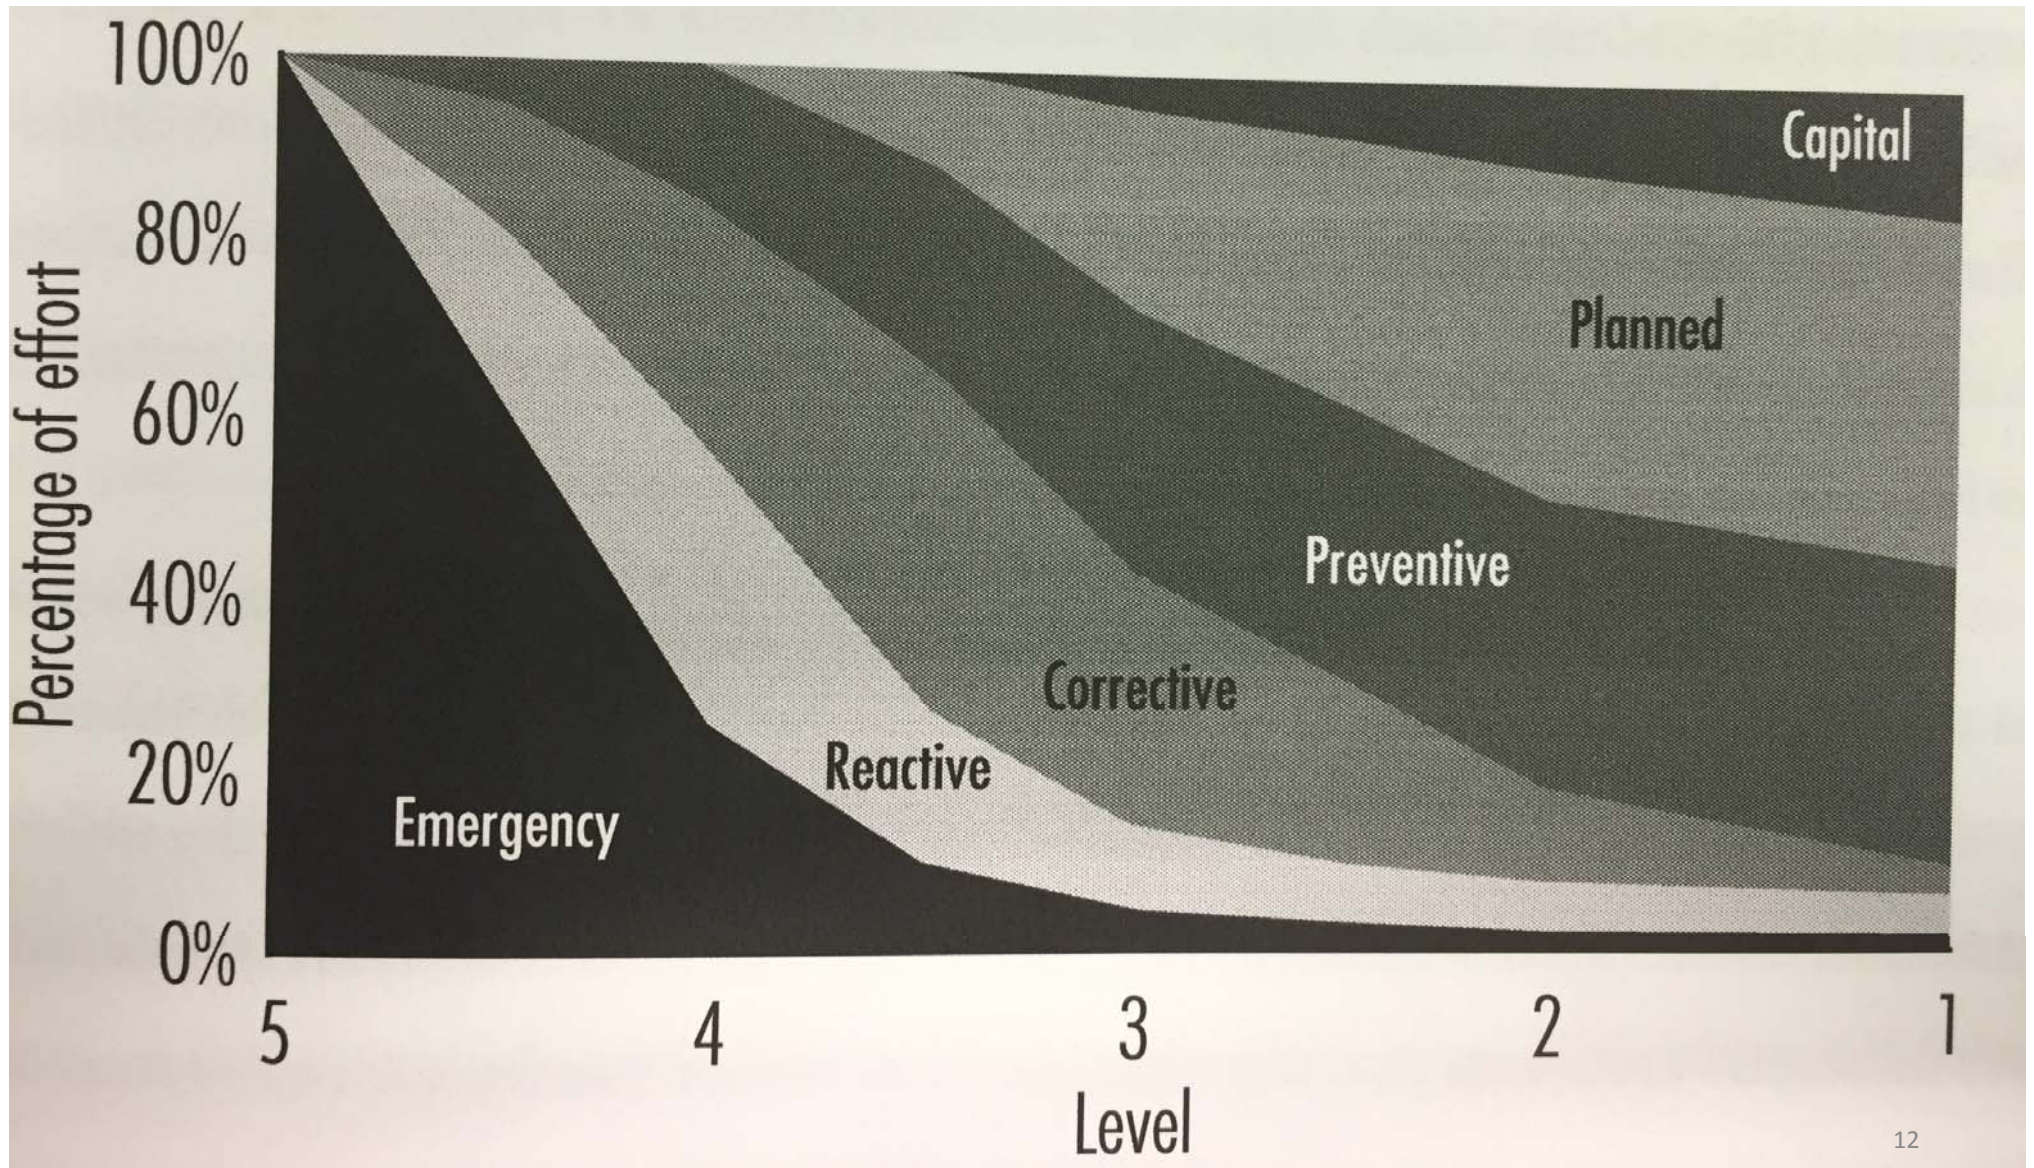 100%
80%
60%
40%
20%
0%
Percentage of effort
Capital
Planned
Preventive
Corrective
Reactive
Emergency
5 4 3 2 1
Level
12